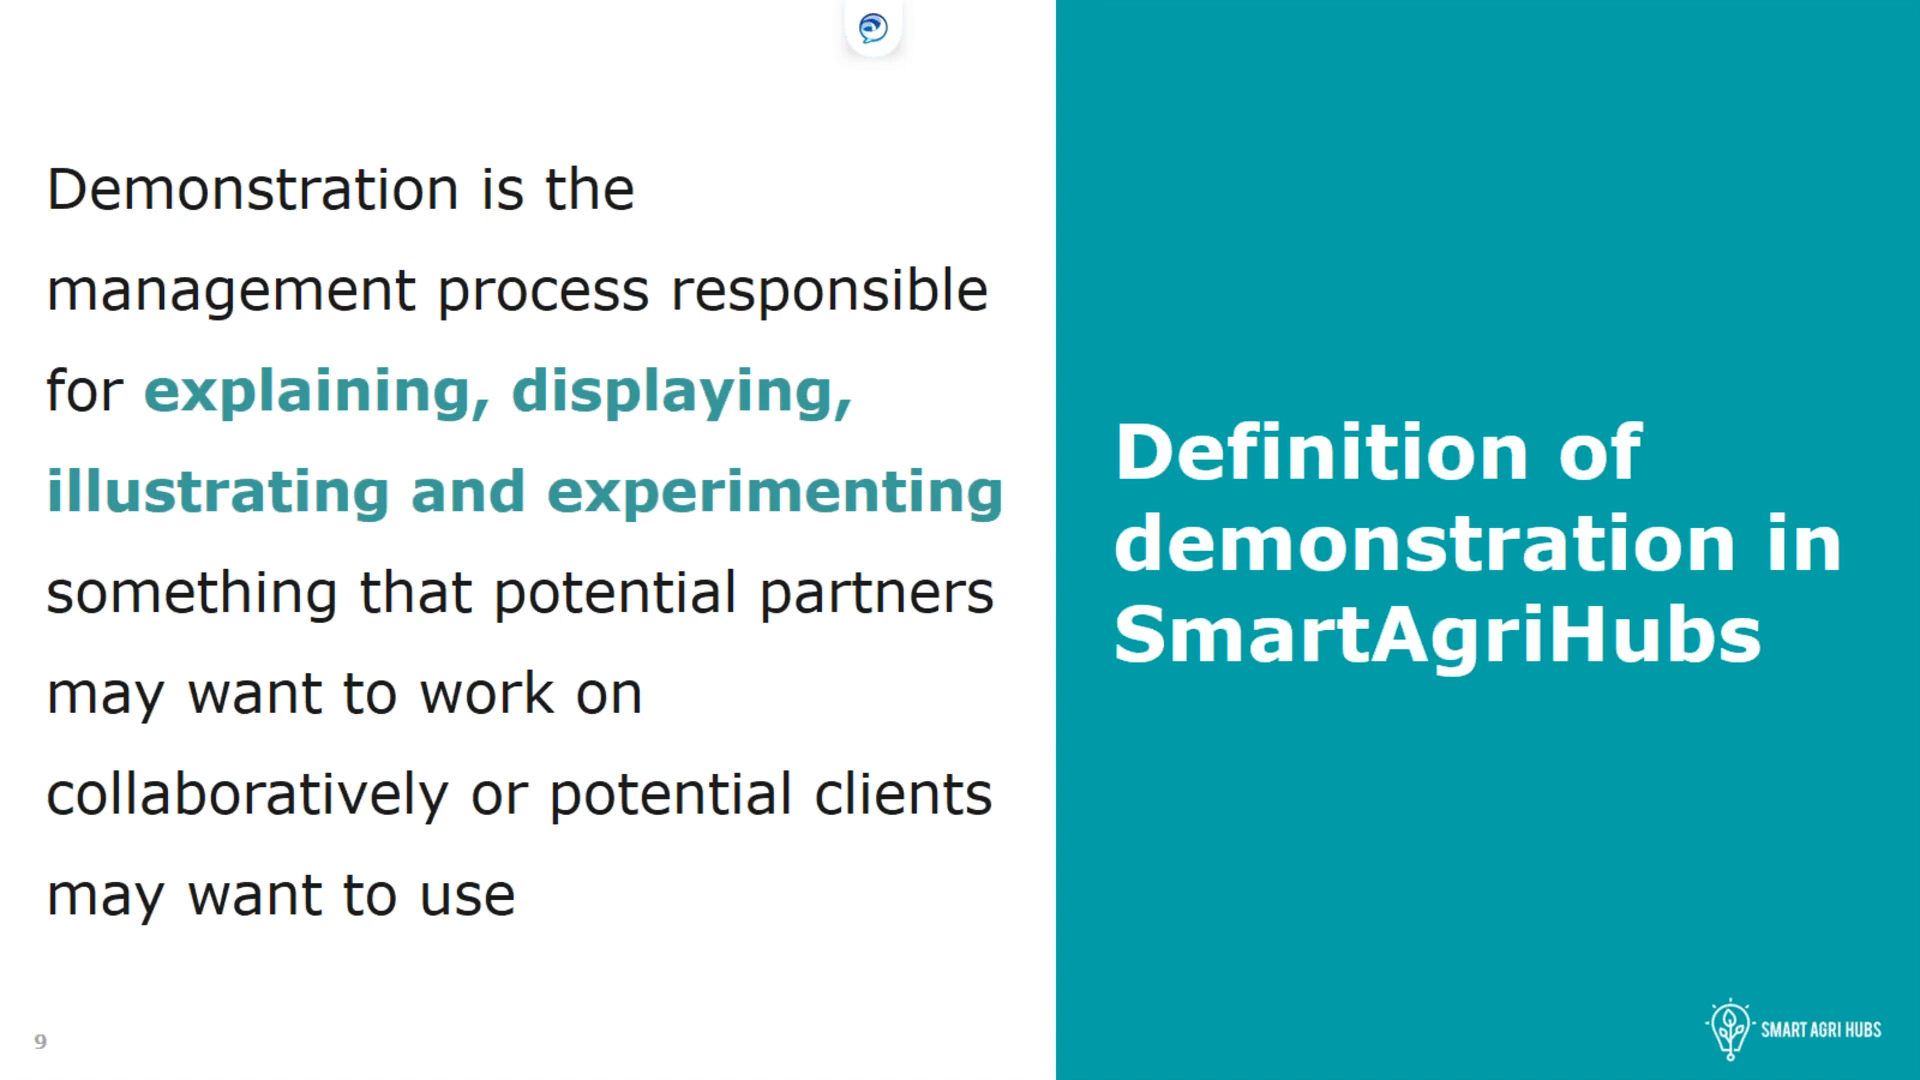 Demonstration is the
management process responsible
for explaining, displaying,
illustrating and experimenting
something that potential partners
may want to work on
collaboratively or potential clients
may want to use
Definition of
demonstration in
SmartAgriHubs
9
SMART AGRI HUBS